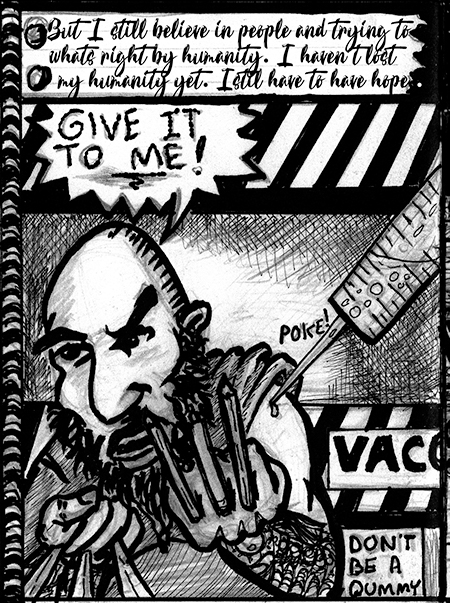 But I still believe in people and trying to
whats right by humanity. I haven't lost
my humanity yet. I still have to have hope.
GIVE IT
TO ME!
POKE!
VACC
DON'T
BE A
QUMMY